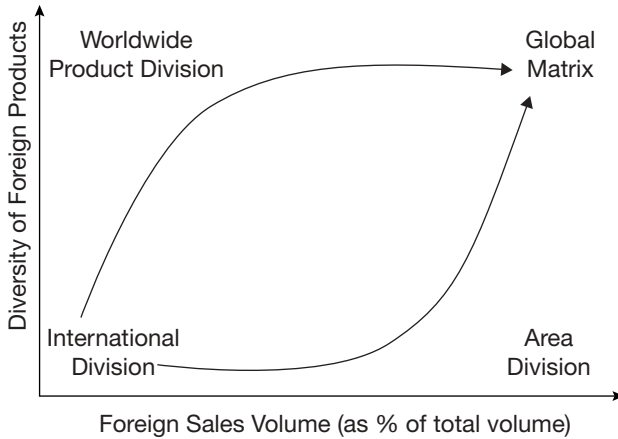 Diversity of Foreign Products
Worldwide
Product Division
Global
Matrix
International
Division
Area
Division
Foreign Sales Volume (as % of total volume)